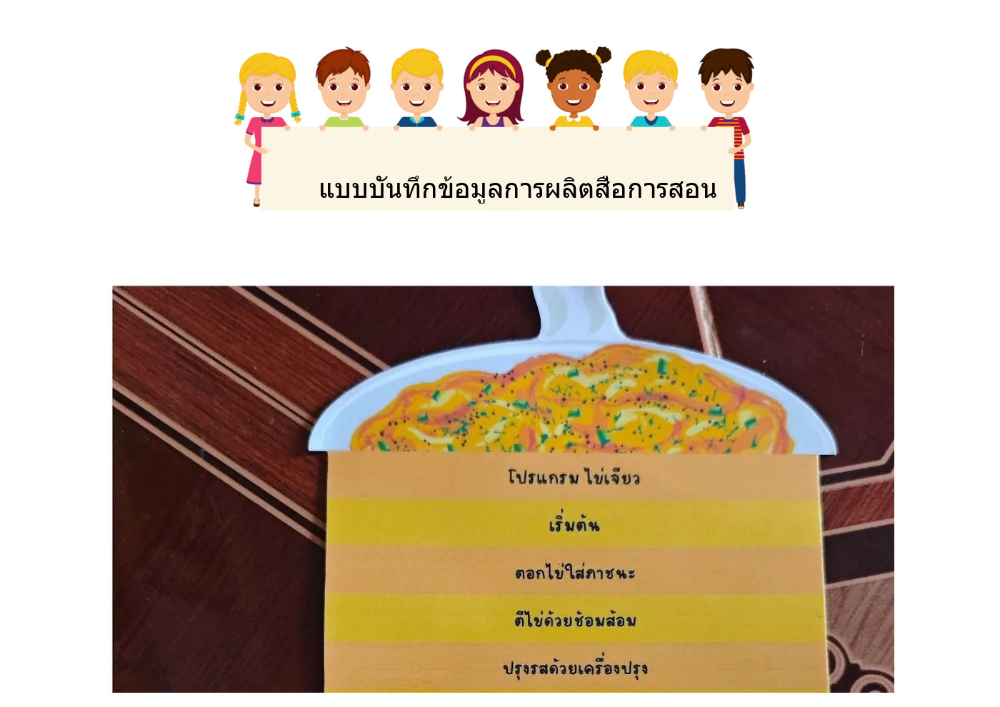 แบบบันทึกข้อมูลการผลิตสื่อการสอน
โปรแกรม ไข่เจียว
เริ่มต้น
ตอกไข่ใส่ภาชนะ
ตีไข่ด้วยช้อมส้อม
ปรุงรสด้วยเครื่องปรุง